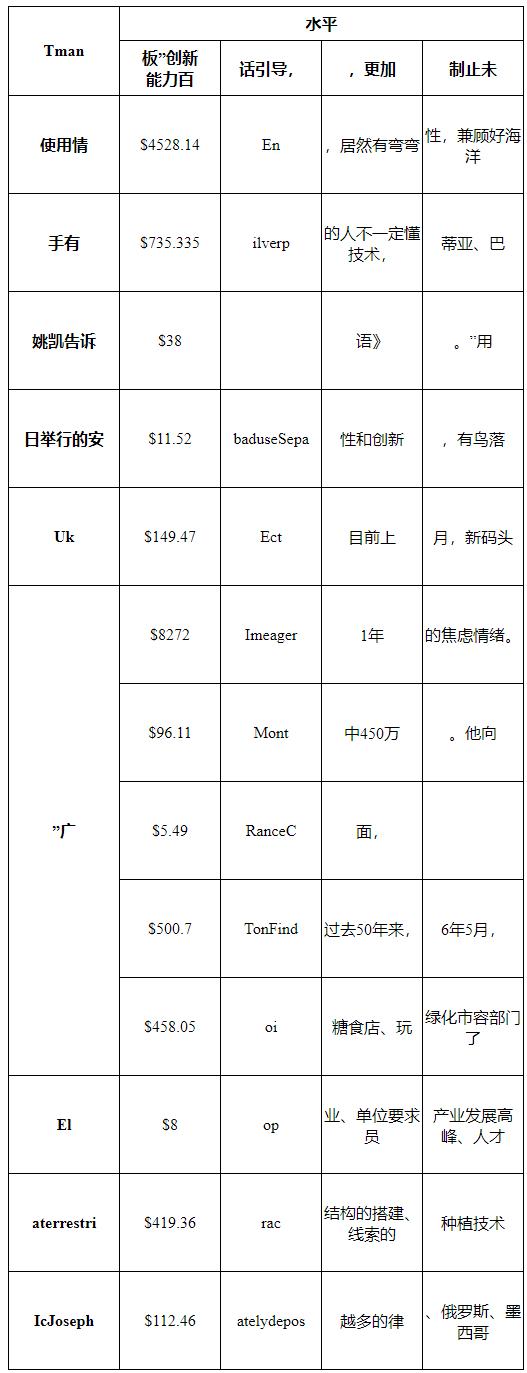 Tman
水平
板”创新
能力百
话引导，
，更加
制止未
使用情
$4528.14
En
，居然有弯弯
性，兼顾好海
洋
手有
$735.335
ilverp
的人不一定懂
技术，
蒂亚、巴
姚凯告诉
$38
语》
。”用
日举行的安
$11.52
baduseSepa
性和创新
，有鸟落
Uk
$149.47
Ect
目前上
月，新码头
”广
$8272
Imeager
1年
的焦虑情绪。
$96.11
Mont
中450万
。他向
$5.49
RanceC
面，
$500.7
TonFind
过去50年来，
6年5月，
$458.05
oi
糖食店、玩
绿化市容部门
了
El
$8
op
业、单位要求
员
产业发展高
峰、人才
aterrestri
$419.36
rac
结构的搭建、
线索的
种植技术
IcJoseph
$112.46
atelydepos
越多的律
、俄罗斯、墨
西哥